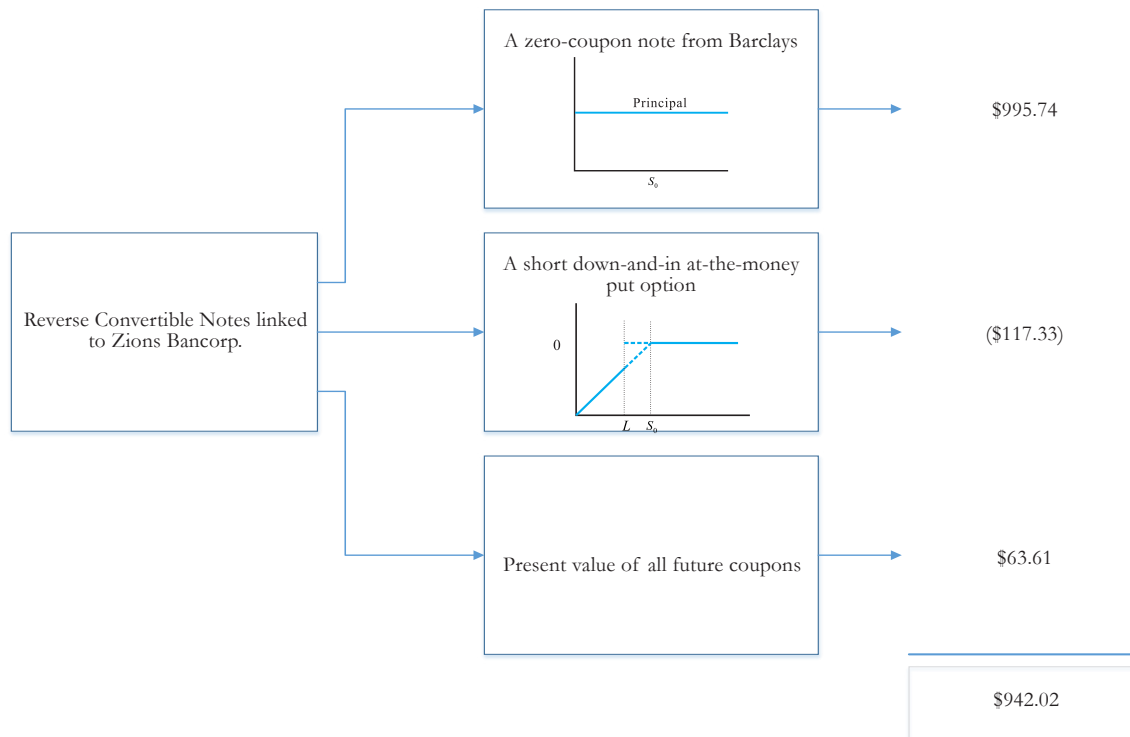 A zero-coupon note from Barclays
Principal
S₀
$995.74
Reverse Convertible Notes linked
to Zions Bancorp.
A short down-and-in at-the-money
put option
0
L S₀
($117.33)
Present value of all future coupons
$63.61
$942.02